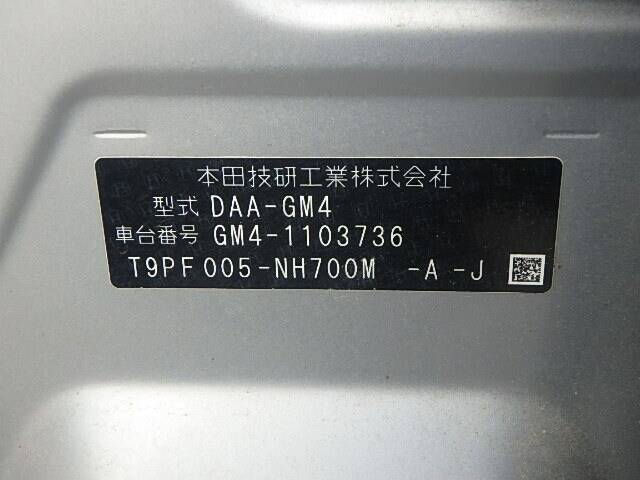 本田技研工業株式会社
型式 DAA-GM4
車台番号 GM4-1103736
T9PF005-NH700M -A -J